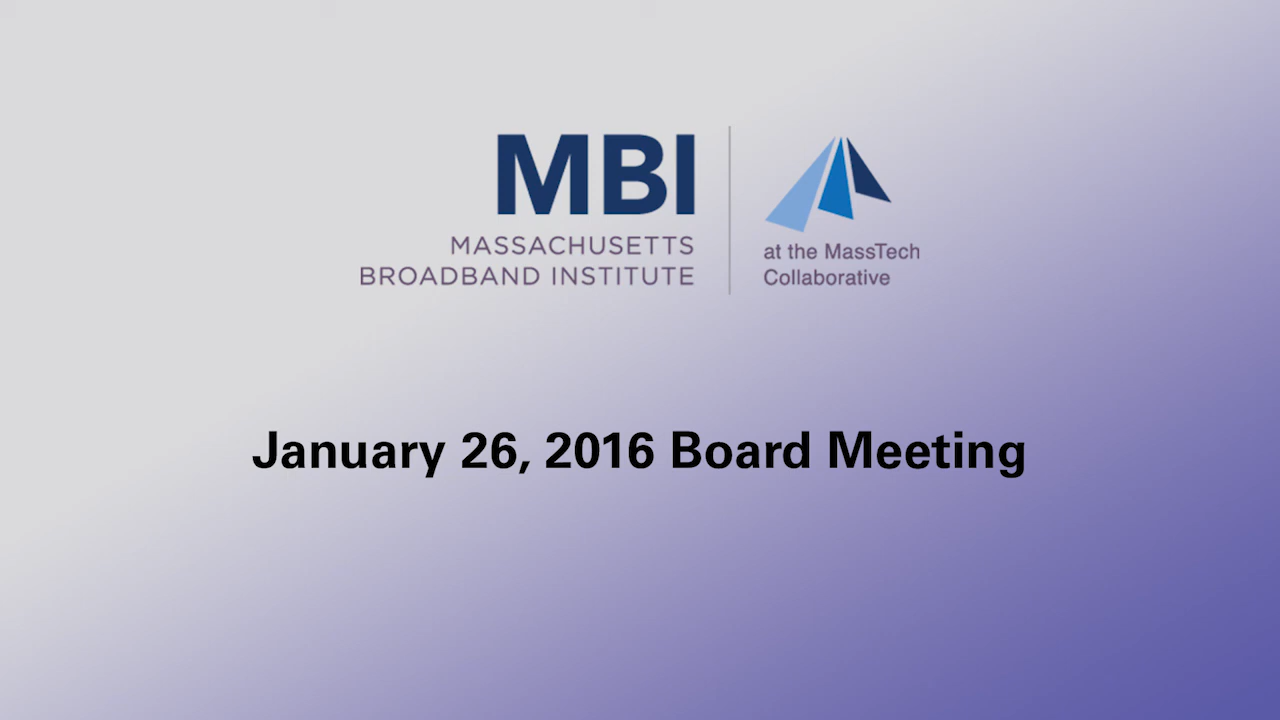 MBI
MASSACHUSETTS
BROADBAND INSTITUTE
at the MassTech
Collaborative
January 26, 2016 Board Meeting